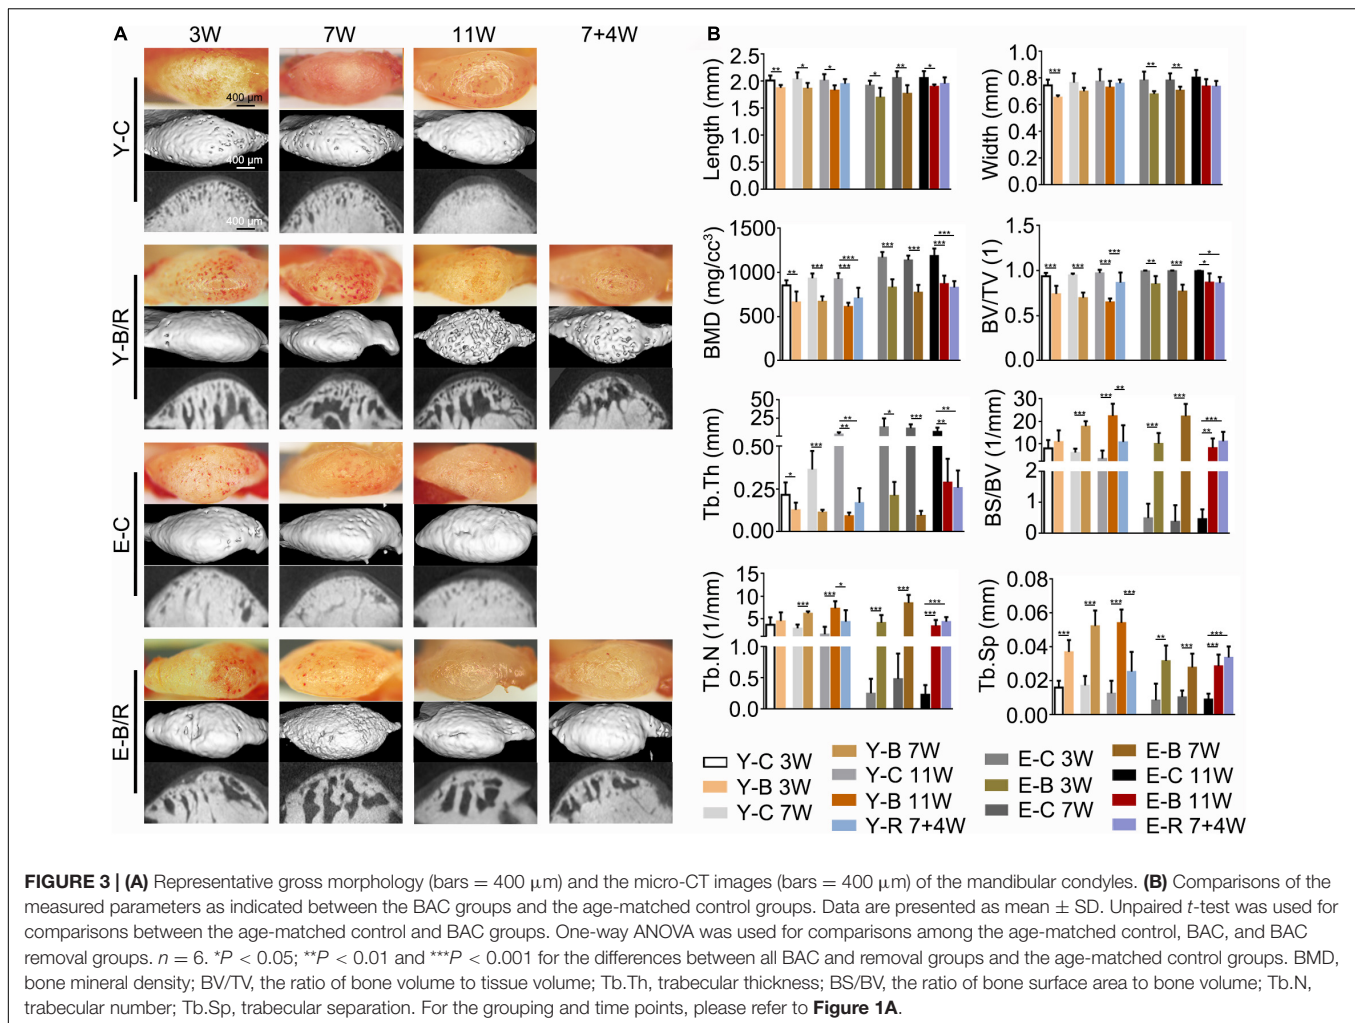 A
3W 7W 11W 7+4W
Y-C
400 µm
400 µm
400 µm
Y-B/R
E-C
E-B/R
B
Length (mm)
2.5
2.0
1.5
1.0
0.5
0.0
** * * * ** *
Width (mm)
1.0
0.8
0.6
0.4
0.2
0.0
*** ** **
BMD (mg/cc³)
1500
1000
500
0
** *** *** *** *** *** *** ***
BV/TV (1)
1.5
1.0
0.5
0.0
*** *** *** *** ** *** * *
Tb.Th (mm)
50
25
0.50
0.25
0.00
* *** ** ** * *** ** **
BS/BV (1/mm)
30
20
10
2
1
0
*** *** ** *** *** ** ***
Tb.N (1/mm)
15
10
5
1.0
0.5
0.0
*** *** * *** *** *** ***
Tb.Sp (mm)
0.08
0.06
0.04
0.02
0.00
*** *** *** *** ** *** *** ***
Y-C 3W
Y-B 3W
Y-C 7W
Y-B 7W
Y-C 11W
Y-B 11W
Y-R 7+4W
E-C 3W
E-B 3W
E-C 7W
E-B 7W
E-C 11W
E-B 11W
E-R 7+4W
FIGURE 3 | (A) Representative gross morphology (bars = 400 µm) and the micro-CT images (bars = 400 µm) of the mandibular condyles. (B) Comparisons of the
measured parameters as indicated between the BAC groups and the age-matched control groups. Data are presented as mean ± SD. Unpaired t-test was used for
comparisons between the age-matched control and BAC groups. One-way ANOVA was used for comparisons among the age-matched control, BAC, and BAC
removal groups. n = 6. *P < 0.05; **P < 0.01 and ***P < 0.001 for the differences between all BAC and removal groups and the age-matched control groups. BMD,
bone mineral density; BV/TV, the ratio of bone volume to tissue volume; Tb.Th, trabecular thickness; BS/BV, the ratio of bone surface area to bone volume; Tb.N,
trabecular number; Tb.Sp, trabecular separation. For the grouping and time points, please refer to Figure 1A.